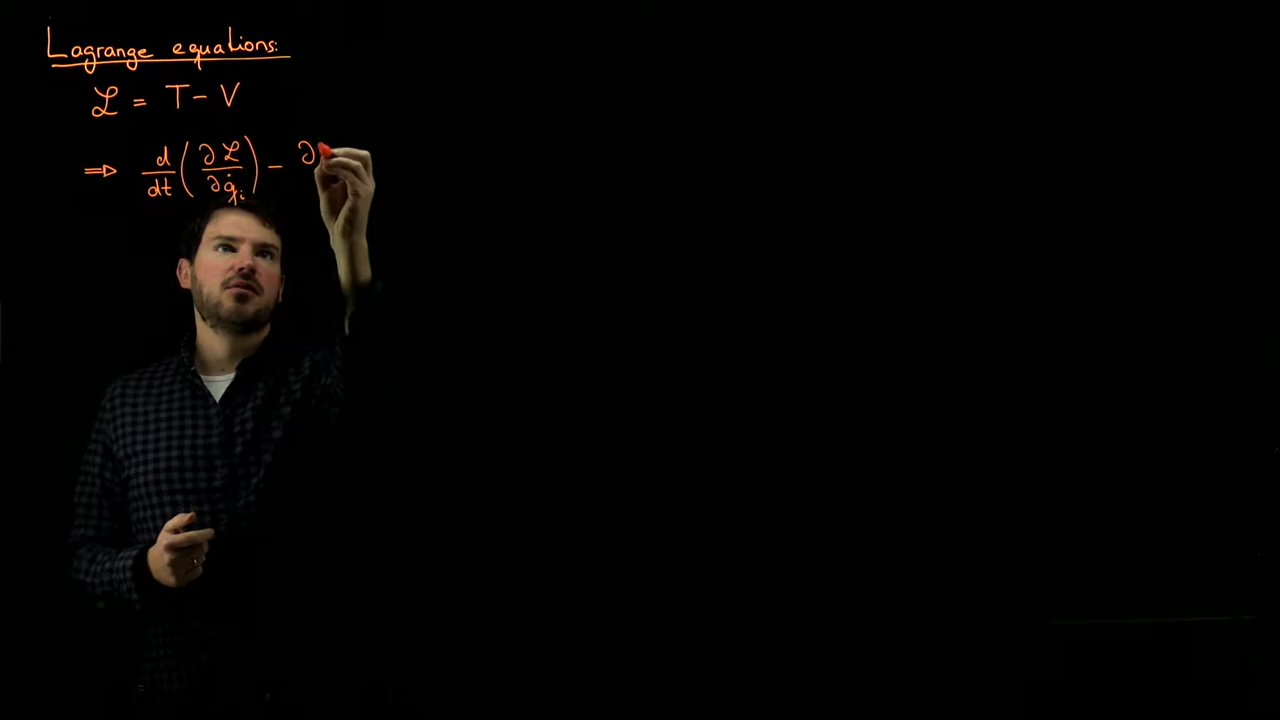 Lagrange equations:
ℒ = T - V
⇒ d/dt (∂ℒ/∂q̇ᵢ) - ∂